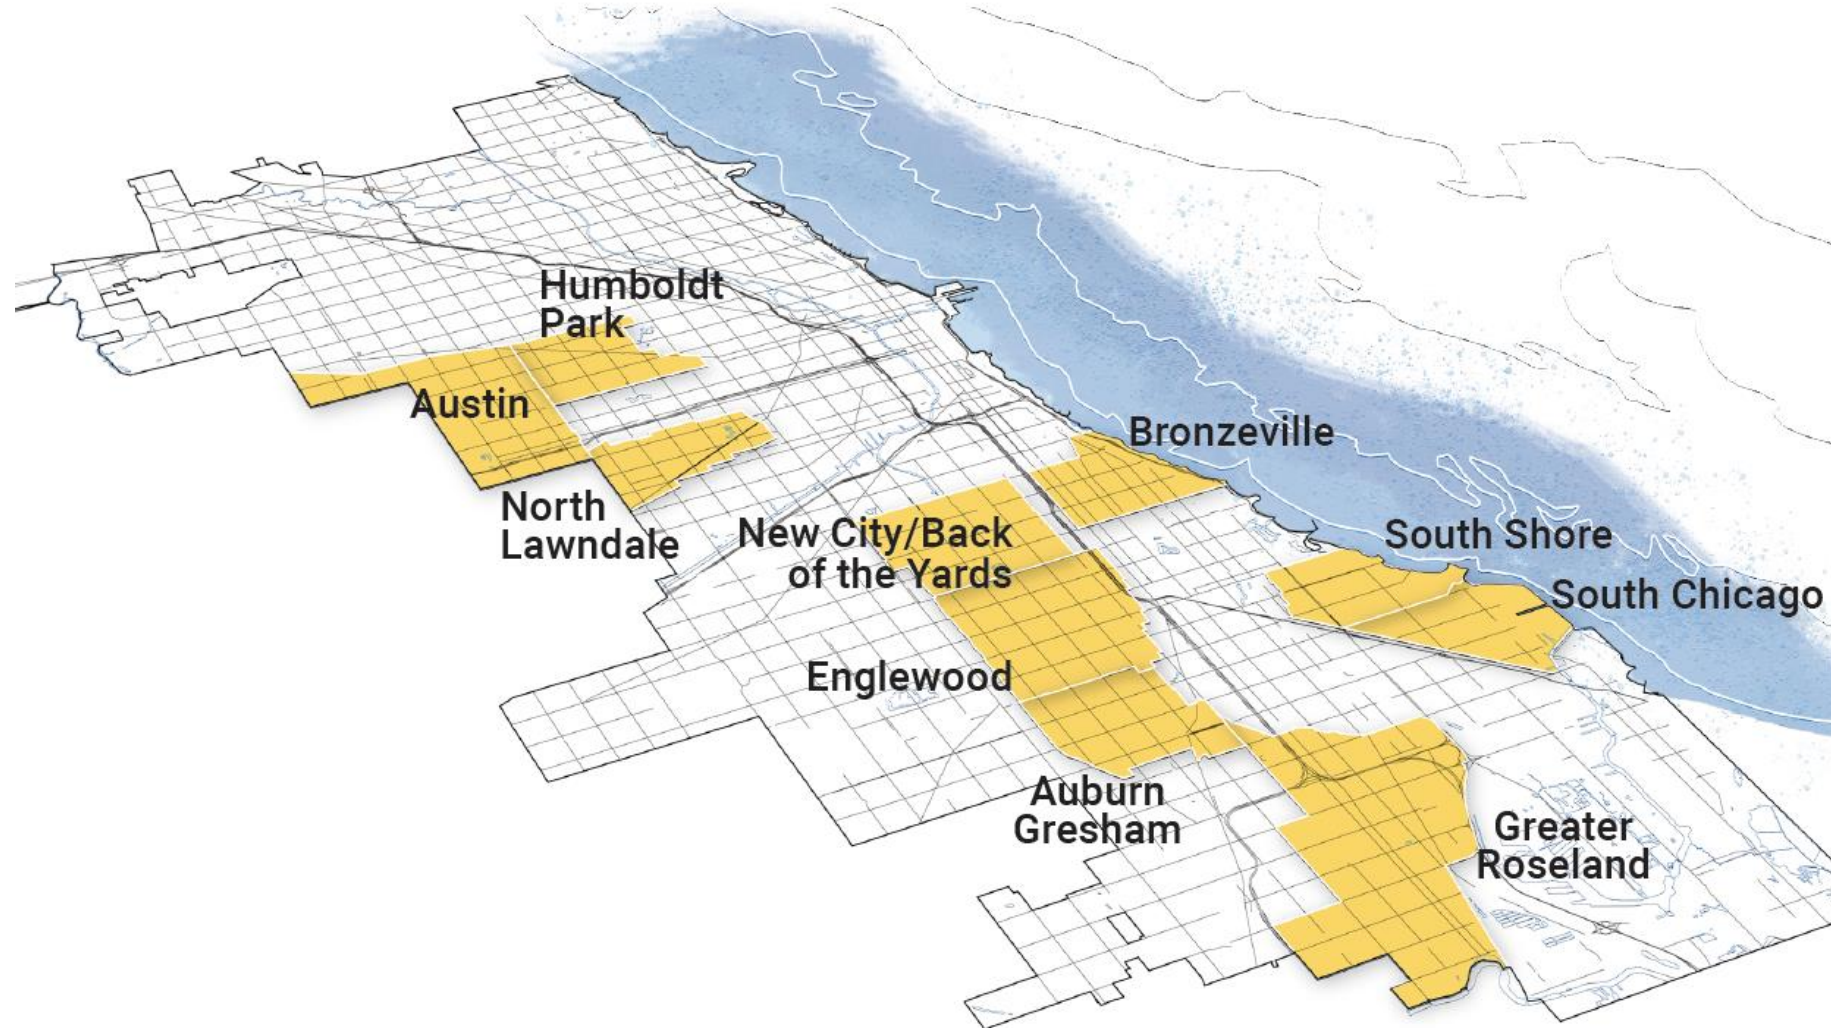 Humboldt
Park
Austin
North
Lawndale
Bronzeville
New City/Back
of the Yards
South Shore
South Chicago
Englewood
Auburn
Gresham
Greater
Roseland